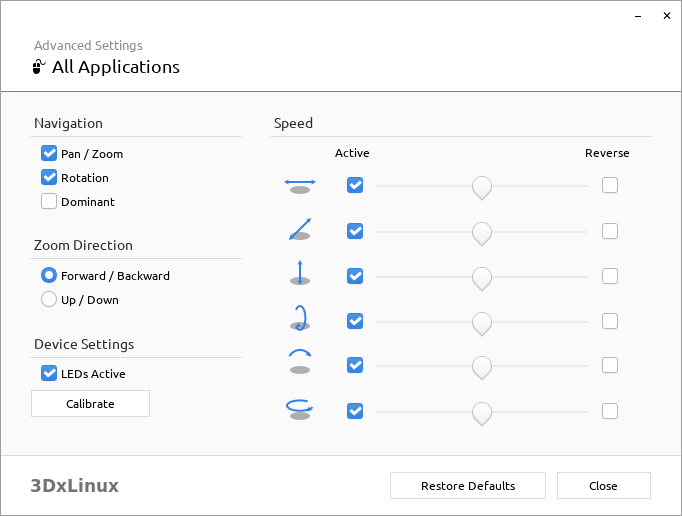 Advanced Settings
All Applications
Navigation
Pan / Zoom
Rotation
Dominant
Zoom Direction
Forward / Backward
Up / Down
Device Settings
LEDs Active
Calibrate
Speed
Active
Reverse
3DxLinux
Restore Defaults
Close